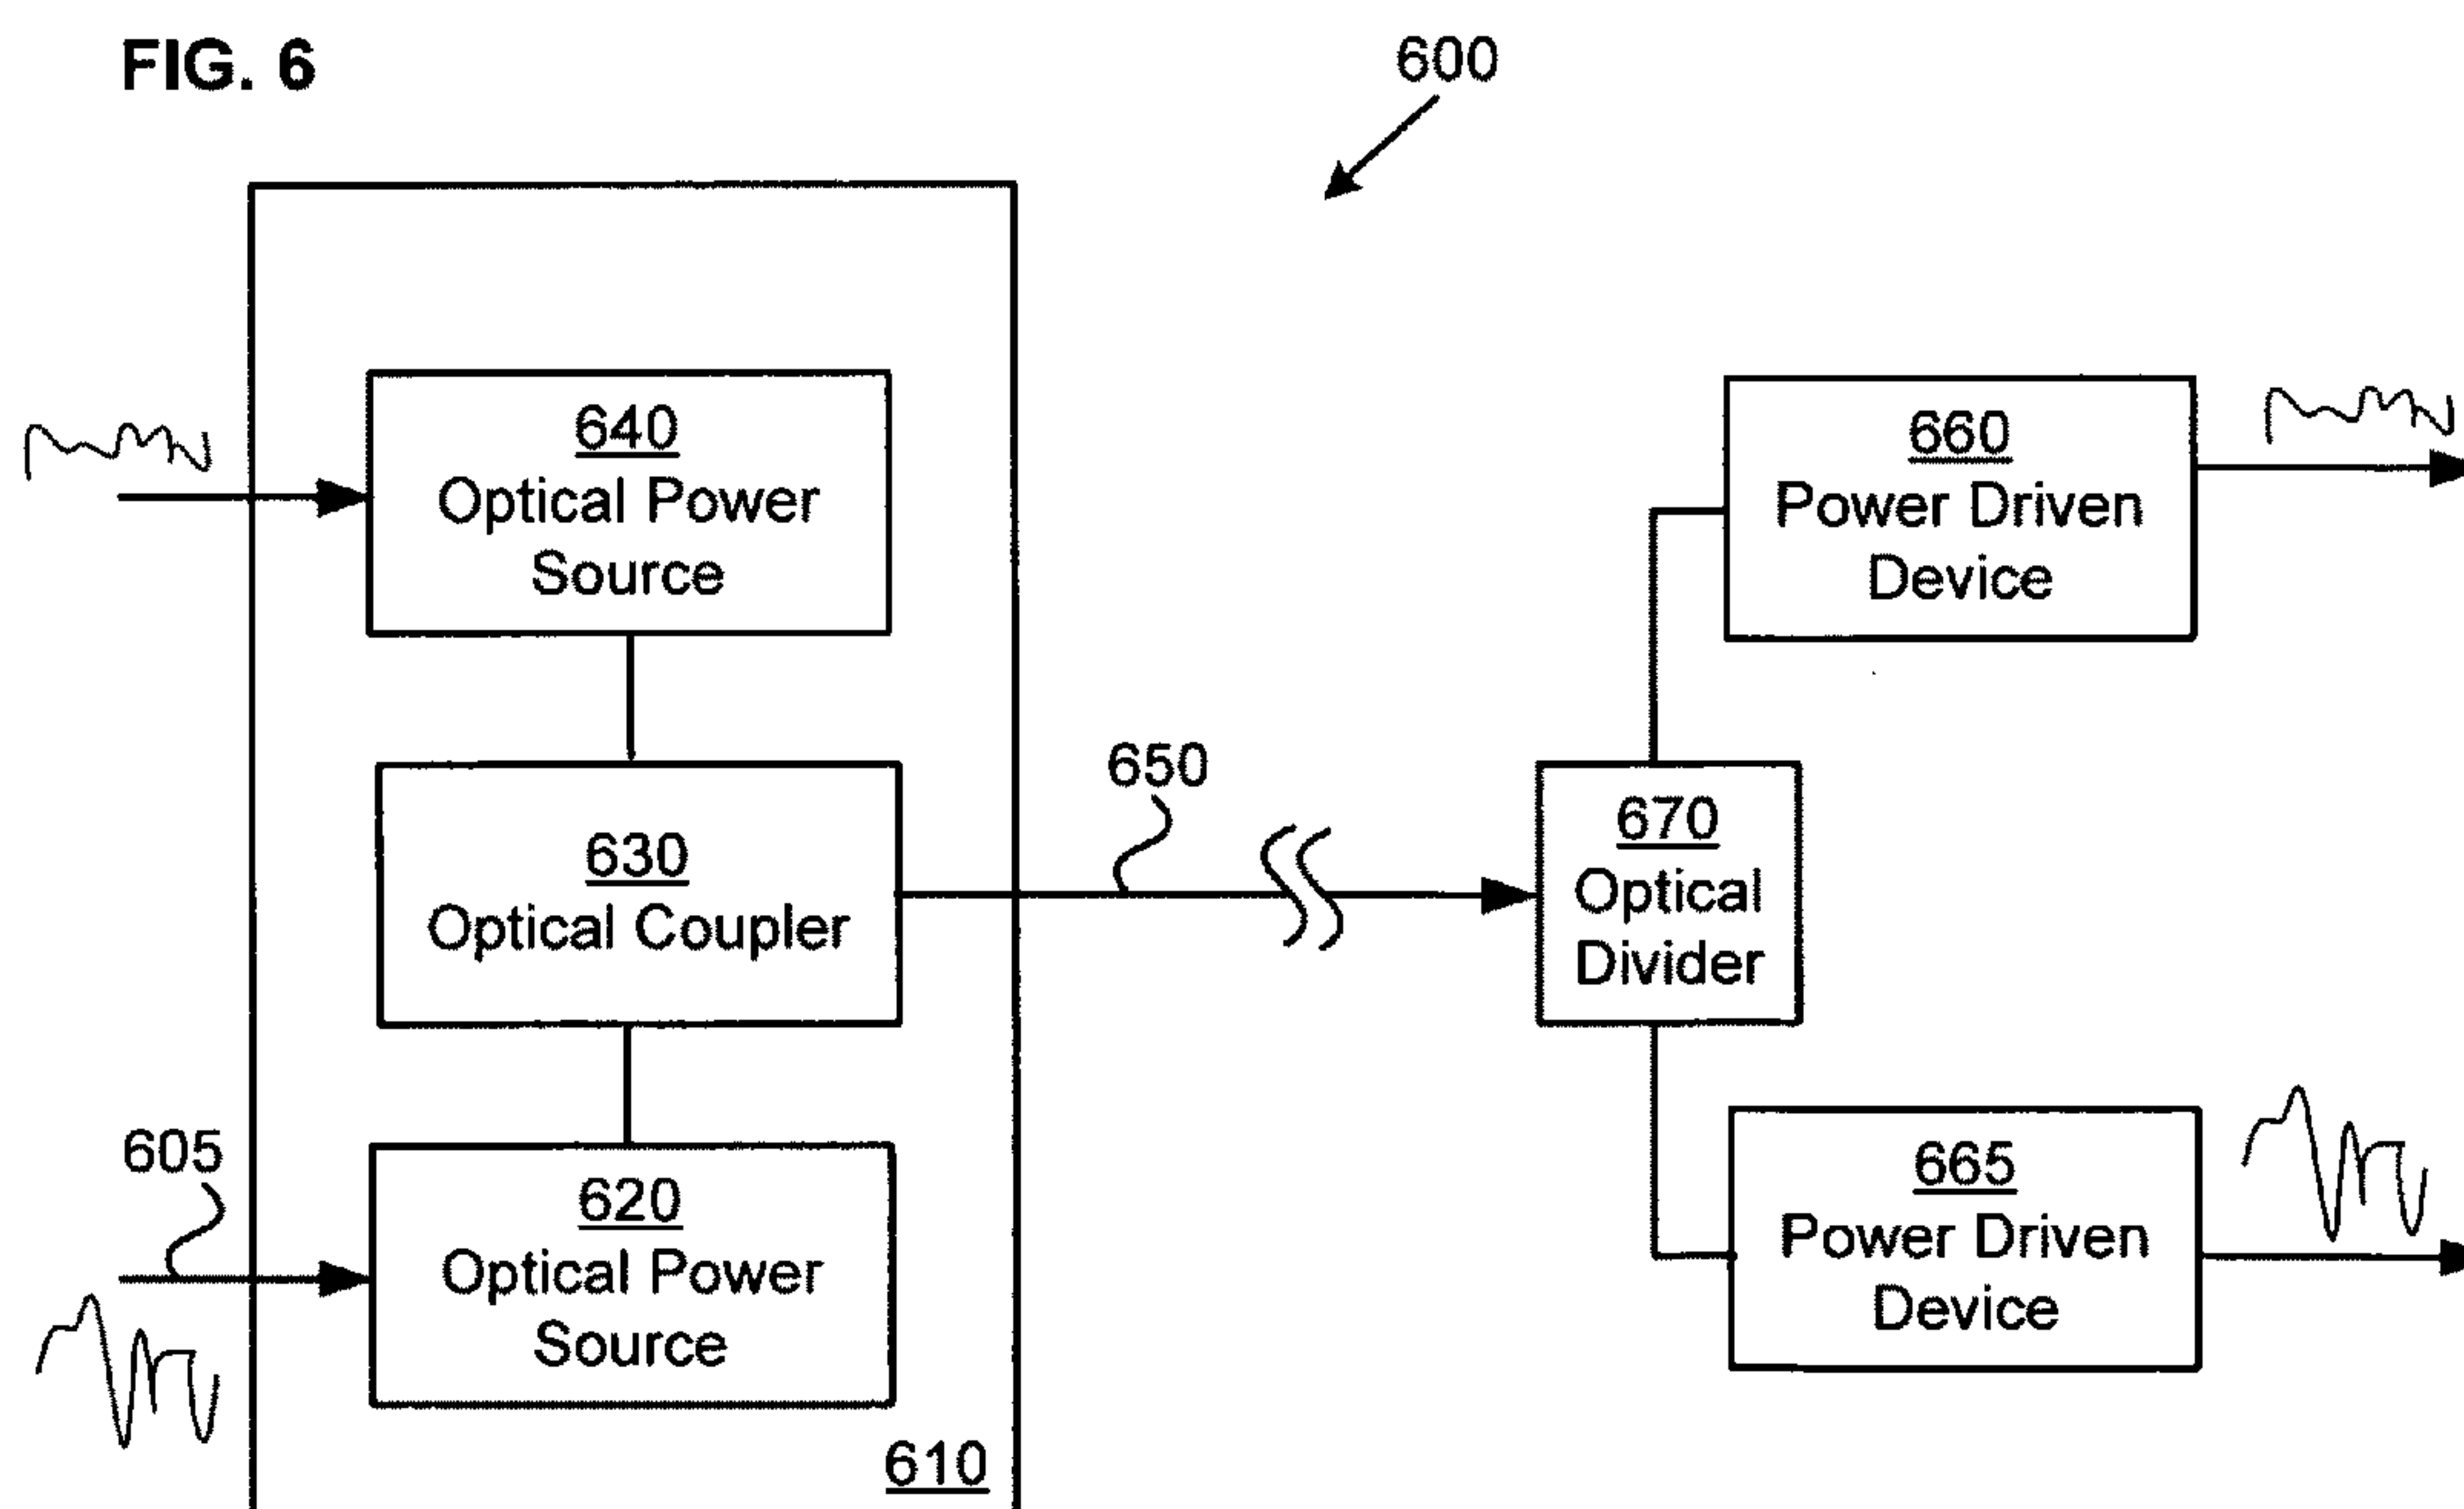 FIG. 6
600
640
Optical Power
Source
660
Power Driven
Device
650
630
Optical Coupler
670
Optical
Divider
605
620
Optical Power
Source
665
Power Driven
Device
610